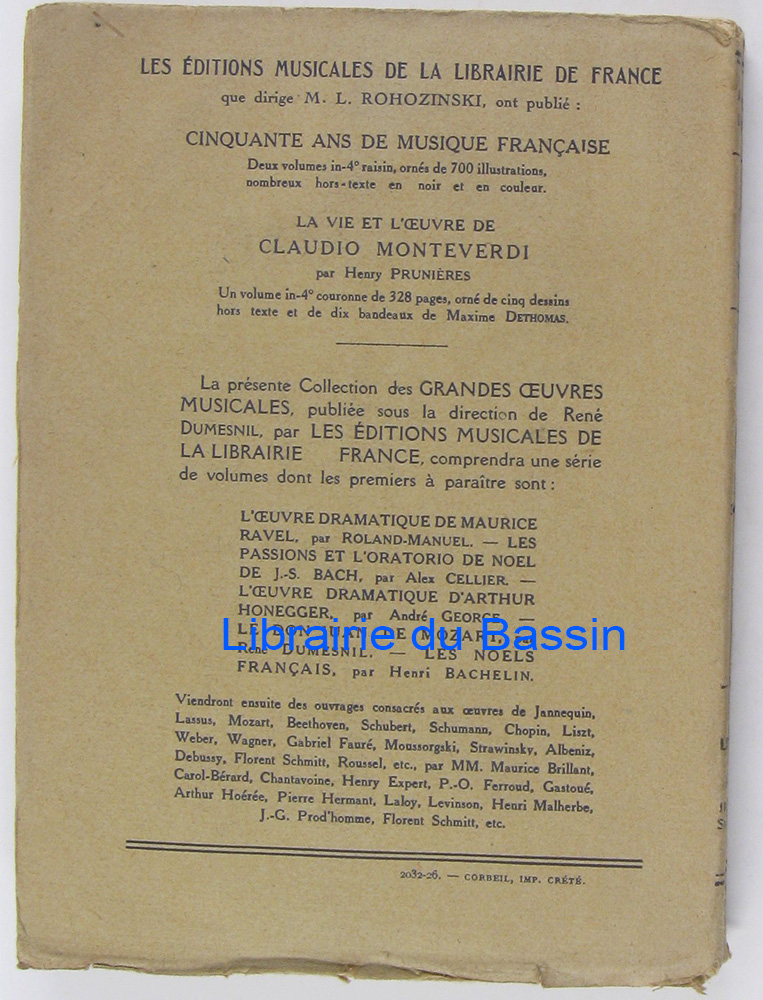 LES ÉDITIONS MUSICALES DE LA LIBRAIRIE DE FRANCE
que dirige M. L. ROHOZINSKI, ont publié :
CINQUANTE ANS DE MUSIQUE FRANÇAISE
Deux volumes in-4° raisin, ornés de 700 illustrations,
nombreux hors-texte en noir et en couleur.
LA VIE ET L'ŒUVRE DE
CLAUDIO MONTEVERDI
par Henry PRUNIÈRES
Un volume in-4° couronne de 328 pages, orné de cinq dessins
hors texte et de dix bandeaux de Maxime DETHOMAS.
La présente Collection des GRANDES ŒUVRES
MUSICALES, publiée sous la direction de René
DUMESNIL, par LES ÉDITIONS MUSICALES DE
LA LIBRAIRIE FRANCE, comprendra une série
de volumes dont les premiers à paraître sont :
L'ŒUVRE DRAMATIQUE DE MAURICE
RAVEL, par ROLAND-MANUEL. — LES
PASSIONS ET L'ORATORIO DE NOEL
DE J.-S. BACH, par Alex CELLIER. —
L'ŒUVRE DRAMATIQUE D'ARTHUR
HONEGGER, par André GEORGE. —
LE DON JUAN DE MOZART, par
René DUMESNIL. — LES NOELS
FRANÇAIS, par Henri BACHELIN.
Librairie du Bassin
Viendront ensuite des ouvrages consacrés aux œuvres de Jannequin,
Lassus, Mozart, Beethoven, Schubert, Schumann, Chopin, Liszt,
Weber, Wagner, Gabriel Fauré, Moussorgski, Strawinsky, Albeniz,
Debussy, Florent Schmitt, Roussel, etc., par MM. Maurice Brillant,
Carol-Bérard, Chantavoine, Henry Expert, P.-O. Ferroud, Gastoué,
Arthur Hoérée, Pierre Hermant, Laloy, Levinson, Henri Malherbe,
J.-G. Prod'homme, Florent Schmitt, etc.
2032-26. — CORBEIL, IMP. CRÉTÉ.